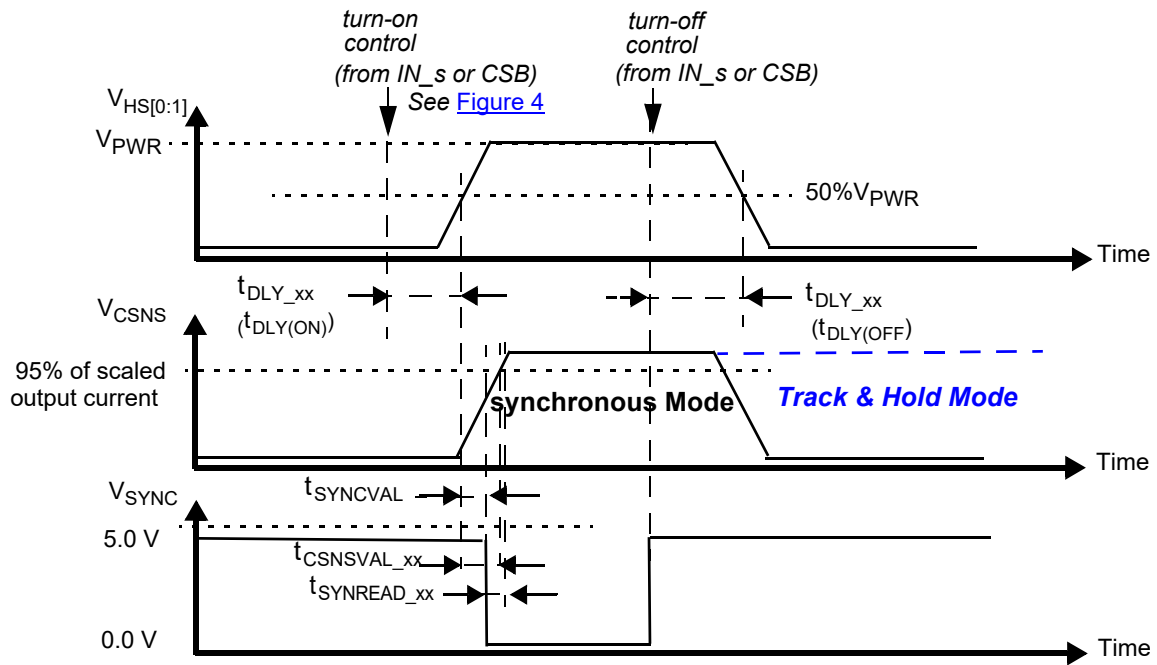 turn-on
control
(from IN_s or CSB)
See Figure 4
turn-off
control
(from IN_s or CSB)
VHS[0:1]
VPWR
50%VPWR
Time
tDLY_xx
(tDLY(ON))
tDLY_xx
(tDLY(OFF)
VCSNS
95% of scaled
output current
synchronous Mode
Track & Hold Mode
Time
tSYNCVAL
VSYNC
5.0 V
tCSNSVAL_xx
tSYNREAD_xx
0.0 V
Time